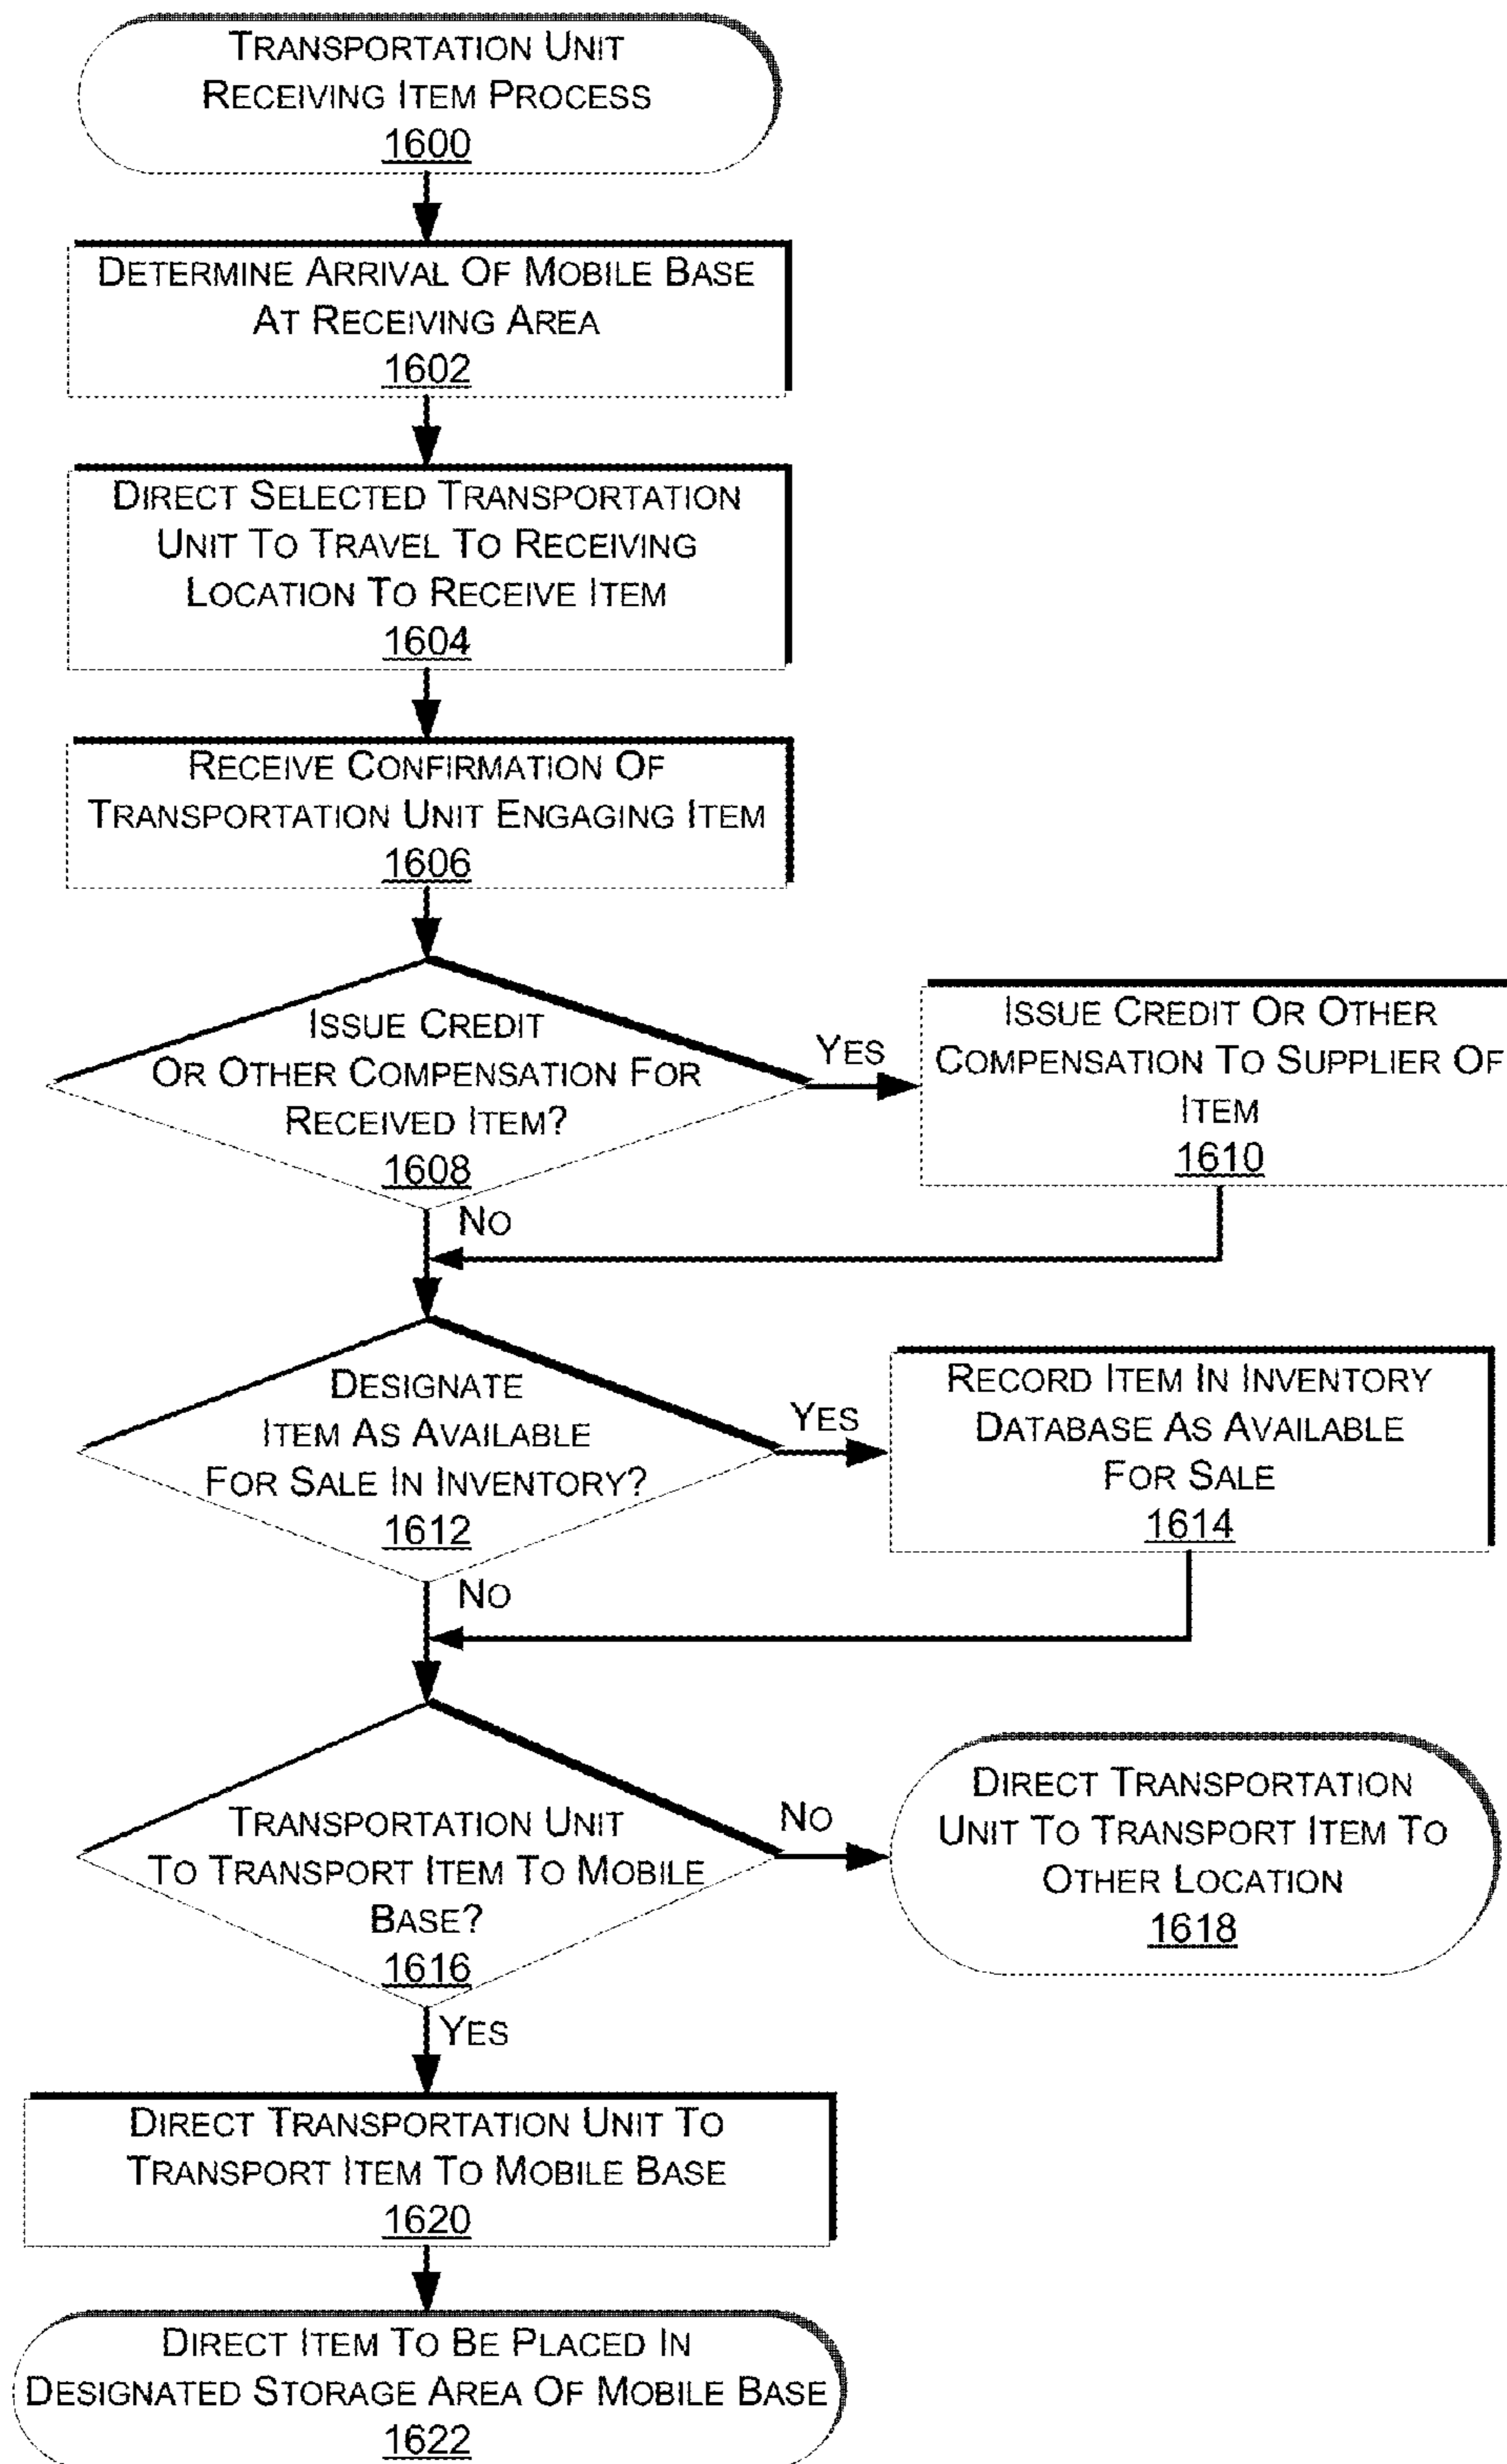 TRANSPORTATION UNIT
RECEIVING ITEM PROCESS
1600
DETERMINE ARRIVAL OF MOBILE BASE
AT RECEIVING AREA
1602
DIRECT SELECTED TRANSPORTATION
UNIT TO TRAVEL TO RECEIVING
LOCATION TO RECEIVE ITEM
1604
RECEIVE CONFIRMATION OF
TRANSPORTATION UNIT ENGAGING ITEM
1606
ISSUE CREDIT
OR OTHER COMPENSATION FOR
RECEIVED ITEM?
1608
YES
ISSUE CREDIT OR OTHER
COMPENSATION TO SUPPLIER OF
ITEM
1610
NO
DESIGNATE
ITEM AS AVAILABLE
FOR SALE IN INVENTORY?
1612
YES
RECORD ITEM IN INVENTORY
DATABASE AS AVAILABLE
FOR SALE
1614
NO
TRANSPORTATION UNIT
TO TRANSPORT ITEM TO MOBILE
BASE?
1616
NO
DIRECT TRANSPORTATION
UNIT TO TRANSPORT ITEM TO
OTHER LOCATION
1618
YES
DIRECT TRANSPORTATION UNIT TO
TRANSPORT ITEM TO MOBILE BASE
1620
DIRECT ITEM TO BE PLACED IN
DESIGNATED STORAGE AREA OF MOBILE BASE
1622